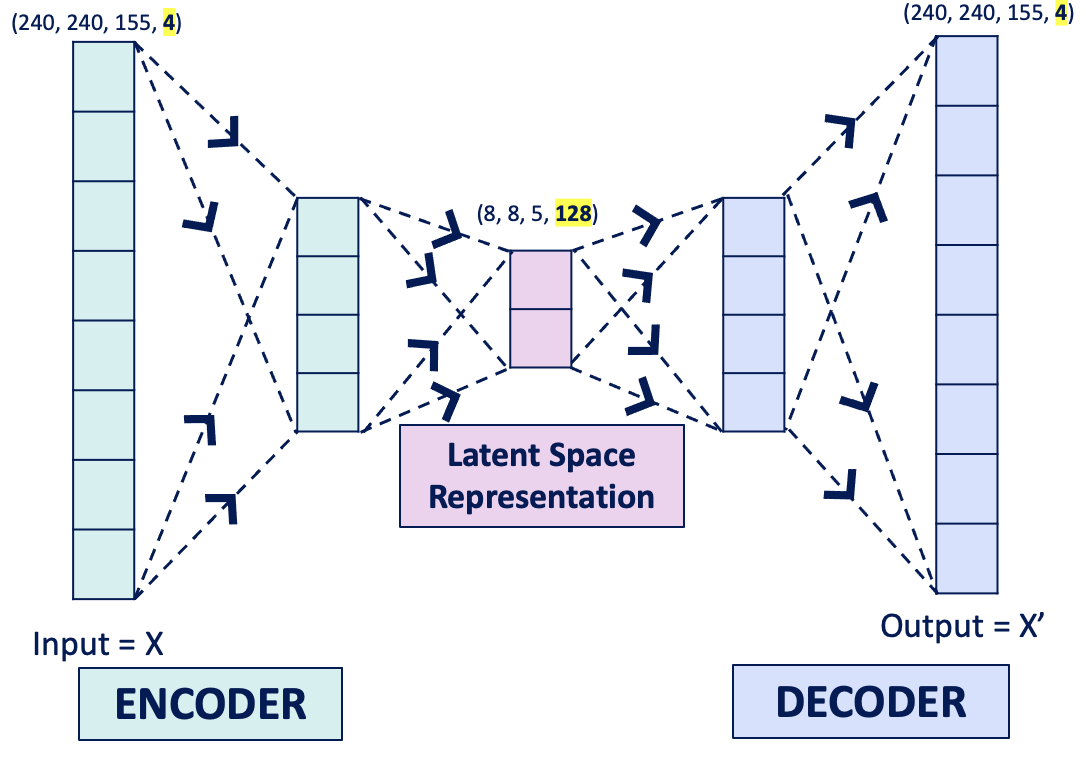 (240, 240, 155, 4)
(240, 240, 155, 4)
(8, 8, 5, 128)
Latent Space
Representation
Input = X
Output = X’
ENCODER
DECODER